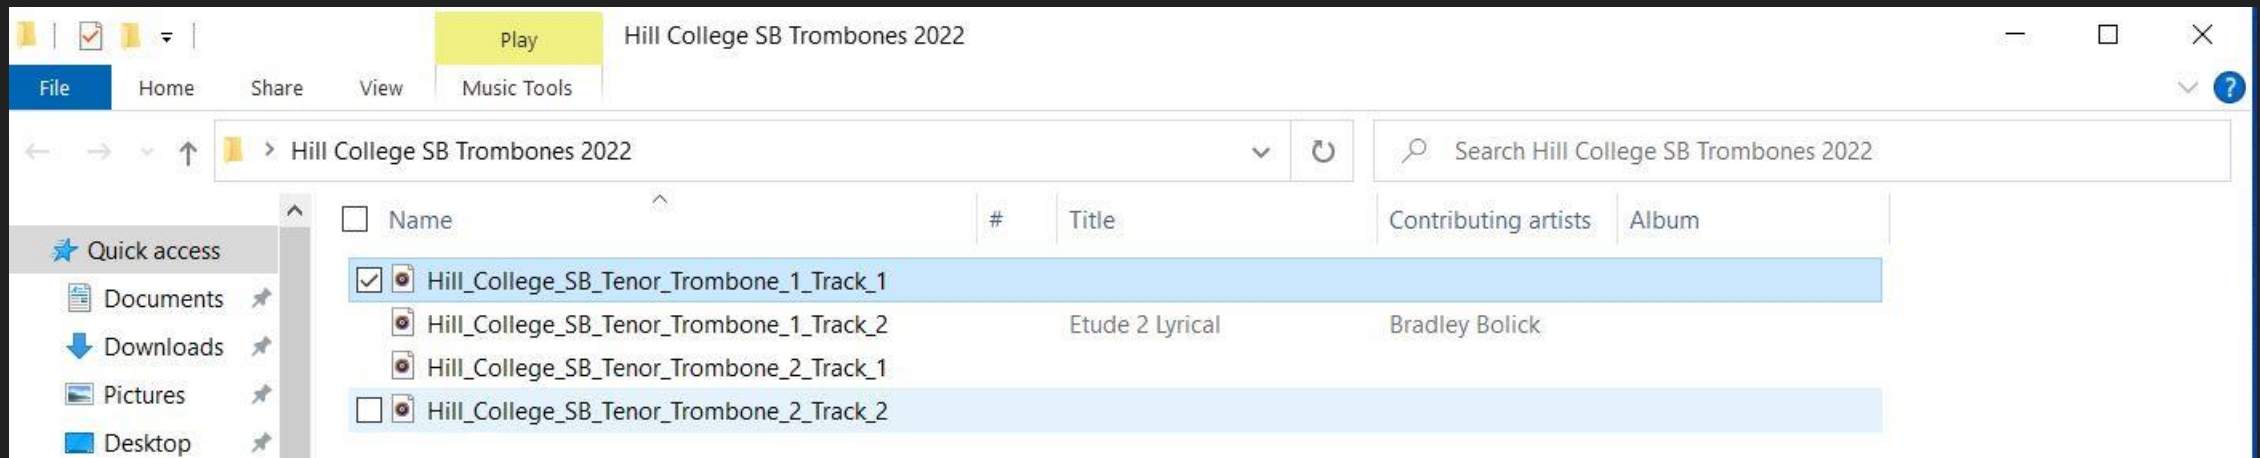 Play Hill College SB Trombones 2022
File Home Share View Music Tools ?
Hill College SB Trombones 2022 Search Hill College SB Trombones 2022
Name # Title Contributing artists Album
Quick access
Hill_College_SB_Tenor_Trombone_1_Track_1
Documents
Hill_College_SB_Tenor_Trombone_1_Track_2 Etude 2 Lyrical Bradley Bolick
Downloads
Hill_College_SB_Tenor_Trombone_2_Track_1
Pictures
Hill_College_SB_Tenor_Trombone_2_Track_2
Desktop